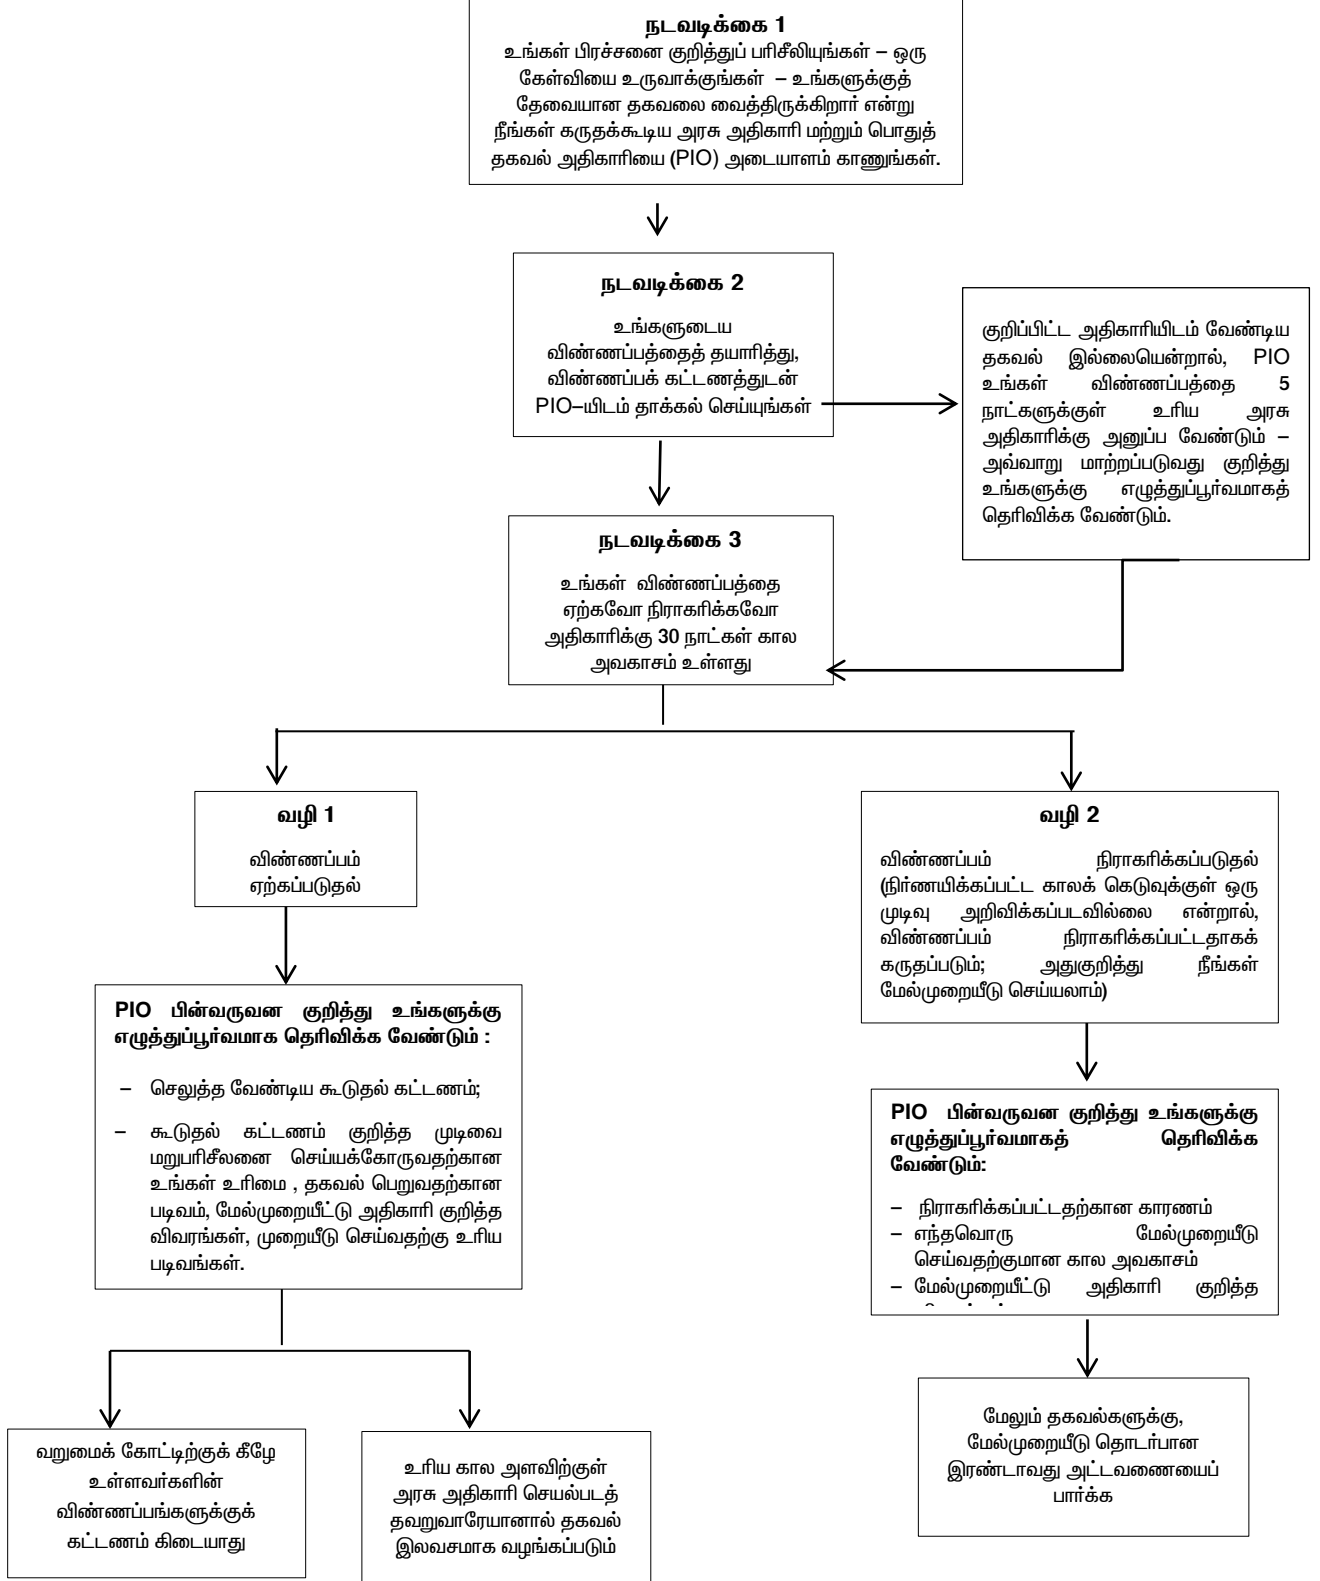 நடவடிக்கை 1
உங்கள் பிரச்சனை குறித்துப் பரிசீலியுங்கள் – ஒரு
கேள்வியை உருவாக்குங்கள் – உங்களுக்குத்
தேவையான தகவலை வைத்திருக்கிறார் என்று
நீங்கள் கருதக்கூடிய அரசு அதிகாரி மற்றும் பொதுத்
தகவல் அதிகாரியை (PIO) அடையாளம் காணுங்கள்.
நடவடிக்கை 2
உங்களுடைய
விண்ணப்பத்தைத் தயாரித்து,
விண்ணப்பக் கட்டணத்துடன்
PIO–யிடம் தாக்கல் செய்யுங்கள்
குறிப்பிட்ட அதிகாரியிடம் வேண்டிய
தகவல் இல்லையென்றால், PIO
உங்கள் விண்ணப்பத்தை 5
நாட்களுக்குள் உரிய அரசு
அதிகாரிக்கு அனுப்ப வேண்டும் –
அவ்வாறு மாற்றப்படுவது குறித்து
உங்களுக்கு எழுத்துப்பூர்வமாகத்
தெரிவிக்க வேண்டும்.
நடவடிக்கை 3
உங்கள் விண்ணப்பத்தை
ஏற்கவோ நிராகரிக்கவோ
அதிகாரிக்கு 30 நாட்கள் கால
அவகாசம் உள்ளது
வழி 1
விண்ணப்பம்
ஏற்கப்படுதல்
வழி 2
விண்ணப்பம் நிராகரிக்கப்படுதல்
(நிர்ணயிக்கப்பட்ட காலக் கெடுவுக்குள் ஒரு
முடிவு அறிவிக்கப்படவில்லை என்றால்,
விண்ணப்பம் நிராகரிக்கப்பட்டதாகக்
கருதப்படும்; அதுகுறித்து நீங்கள்
மேல்முறையீடு செய்யலாம்)
PIO பின்வருவன குறித்து உங்களுக்கு
எழுத்துப்பூர்வமாக தெரிவிக்க வேண்டும் :
– செலுத்த வேண்டிய கூடுதல் கட்டணம்;
– கூடுதல் கட்டணம் குறித்த முடிவை
மறுபரிசீலனை செய்யக்கோருவதற்கான
உங்கள் உரிமை , தகவல் பெறுவதற்கான
படிவம், மேல்முறையீட்டு அதிகாரி குறித்த
விவரங்கள், முறையீடு செய்வதற்கு உரிய
படிவங்கள்.
PIO பின்வருவன குறித்து உங்களுக்கு
எழுத்துப்பூர்வமாகத் தெரிவிக்க
வேண்டும்:
– நிராகரிக்கப்பட்டதற்கான காரணம்
– எந்தவொரு மேல்முறையீடு
செய்வதற்குமான கால அவகாசம்
– மேல்முறையீட்டு அதிகாரி குறித்த
வறுமைக் கோட்டிற்குக் கீழே
உள்ளவர்களின்
விண்ணப்பங்களுக்குக்
கட்டணம் கிடையாது
உரிய கால அளவிற்குள்
அரசு அதிகாரி செயல்படத்
தவறுவாரேயானால் தகவல்
இலவசமாக வழங்கப்படும்
மேலும் தகவல்களுக்கு,
மேல்முறையீடு தொடர்பான
இரண்டாவது அட்டவணையைப்
பார்க்க